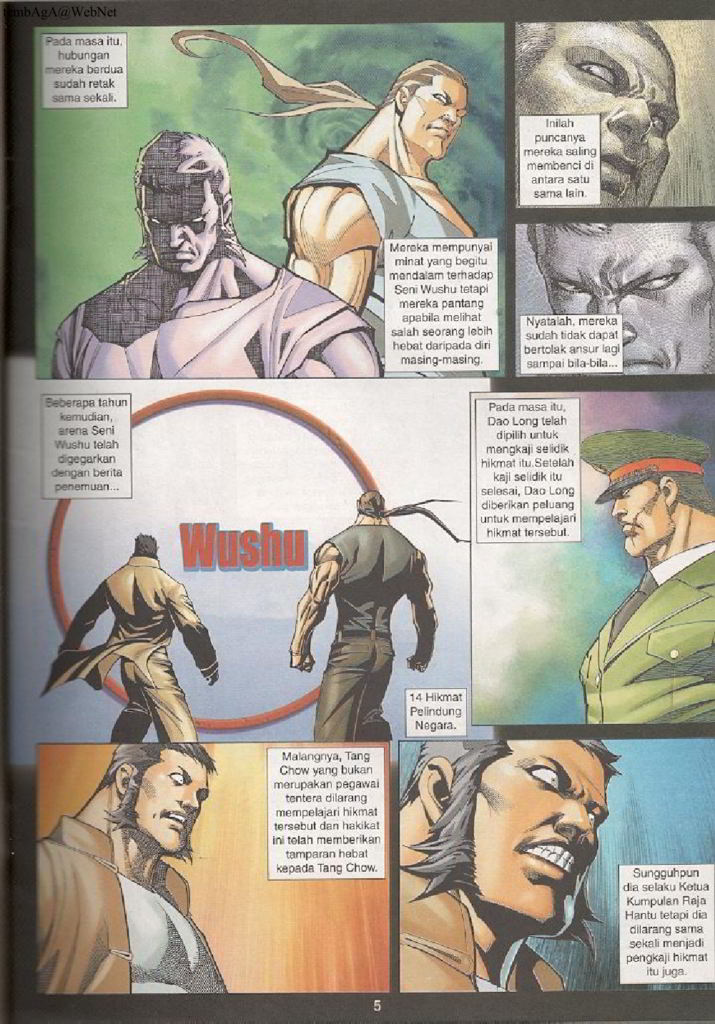 tembAgA@WebNet
Pada masa itu,
hubungan
mereka berdua
sudah retak
sama sekali.
Inilah
puncanya
mereka saling
membenci di
antara satu
sama lain.
Mereka mempunyai
minat yang begitu
mendalam terhadap
Seni Wushu tetapi
mereka pantang
apabila melihat
salah seorang lebih
hebat daripada diri
masing-masing.
Nyatalah, mereka
sudah tidak dapat
bertolak ansur lagi
sampai bila-bila...
Beberapa tahun
kemudian,
arena Seni
Wushu telah
digegarkan
dengan berita
penemuan...
Wushu
14 Hikmat
Pelindung
Negara.
Pada masa itu,
Dao Long telah
dipilih untuk
mengkaji selidik
hikmat itu.Setelah
kaji selidik itu
selesai, Dao Long
diberikan peluang
untuk mempelajari
hikmat tersebut.
Malangnya, Tang
Chow yang bukan
merupakan pegawai
tentera dilarang
mempelajari hikmat
tersebut dan hakikat
ini telah memberikan
tamparan hebat
kepada Tang Chow.
Sungguhpun
dia selaku Ketua
Kumpulan Raja
Hantu tetapi dia
dilarang sama
sekali menjadi
pengkaji hikmat
itu juga.
5